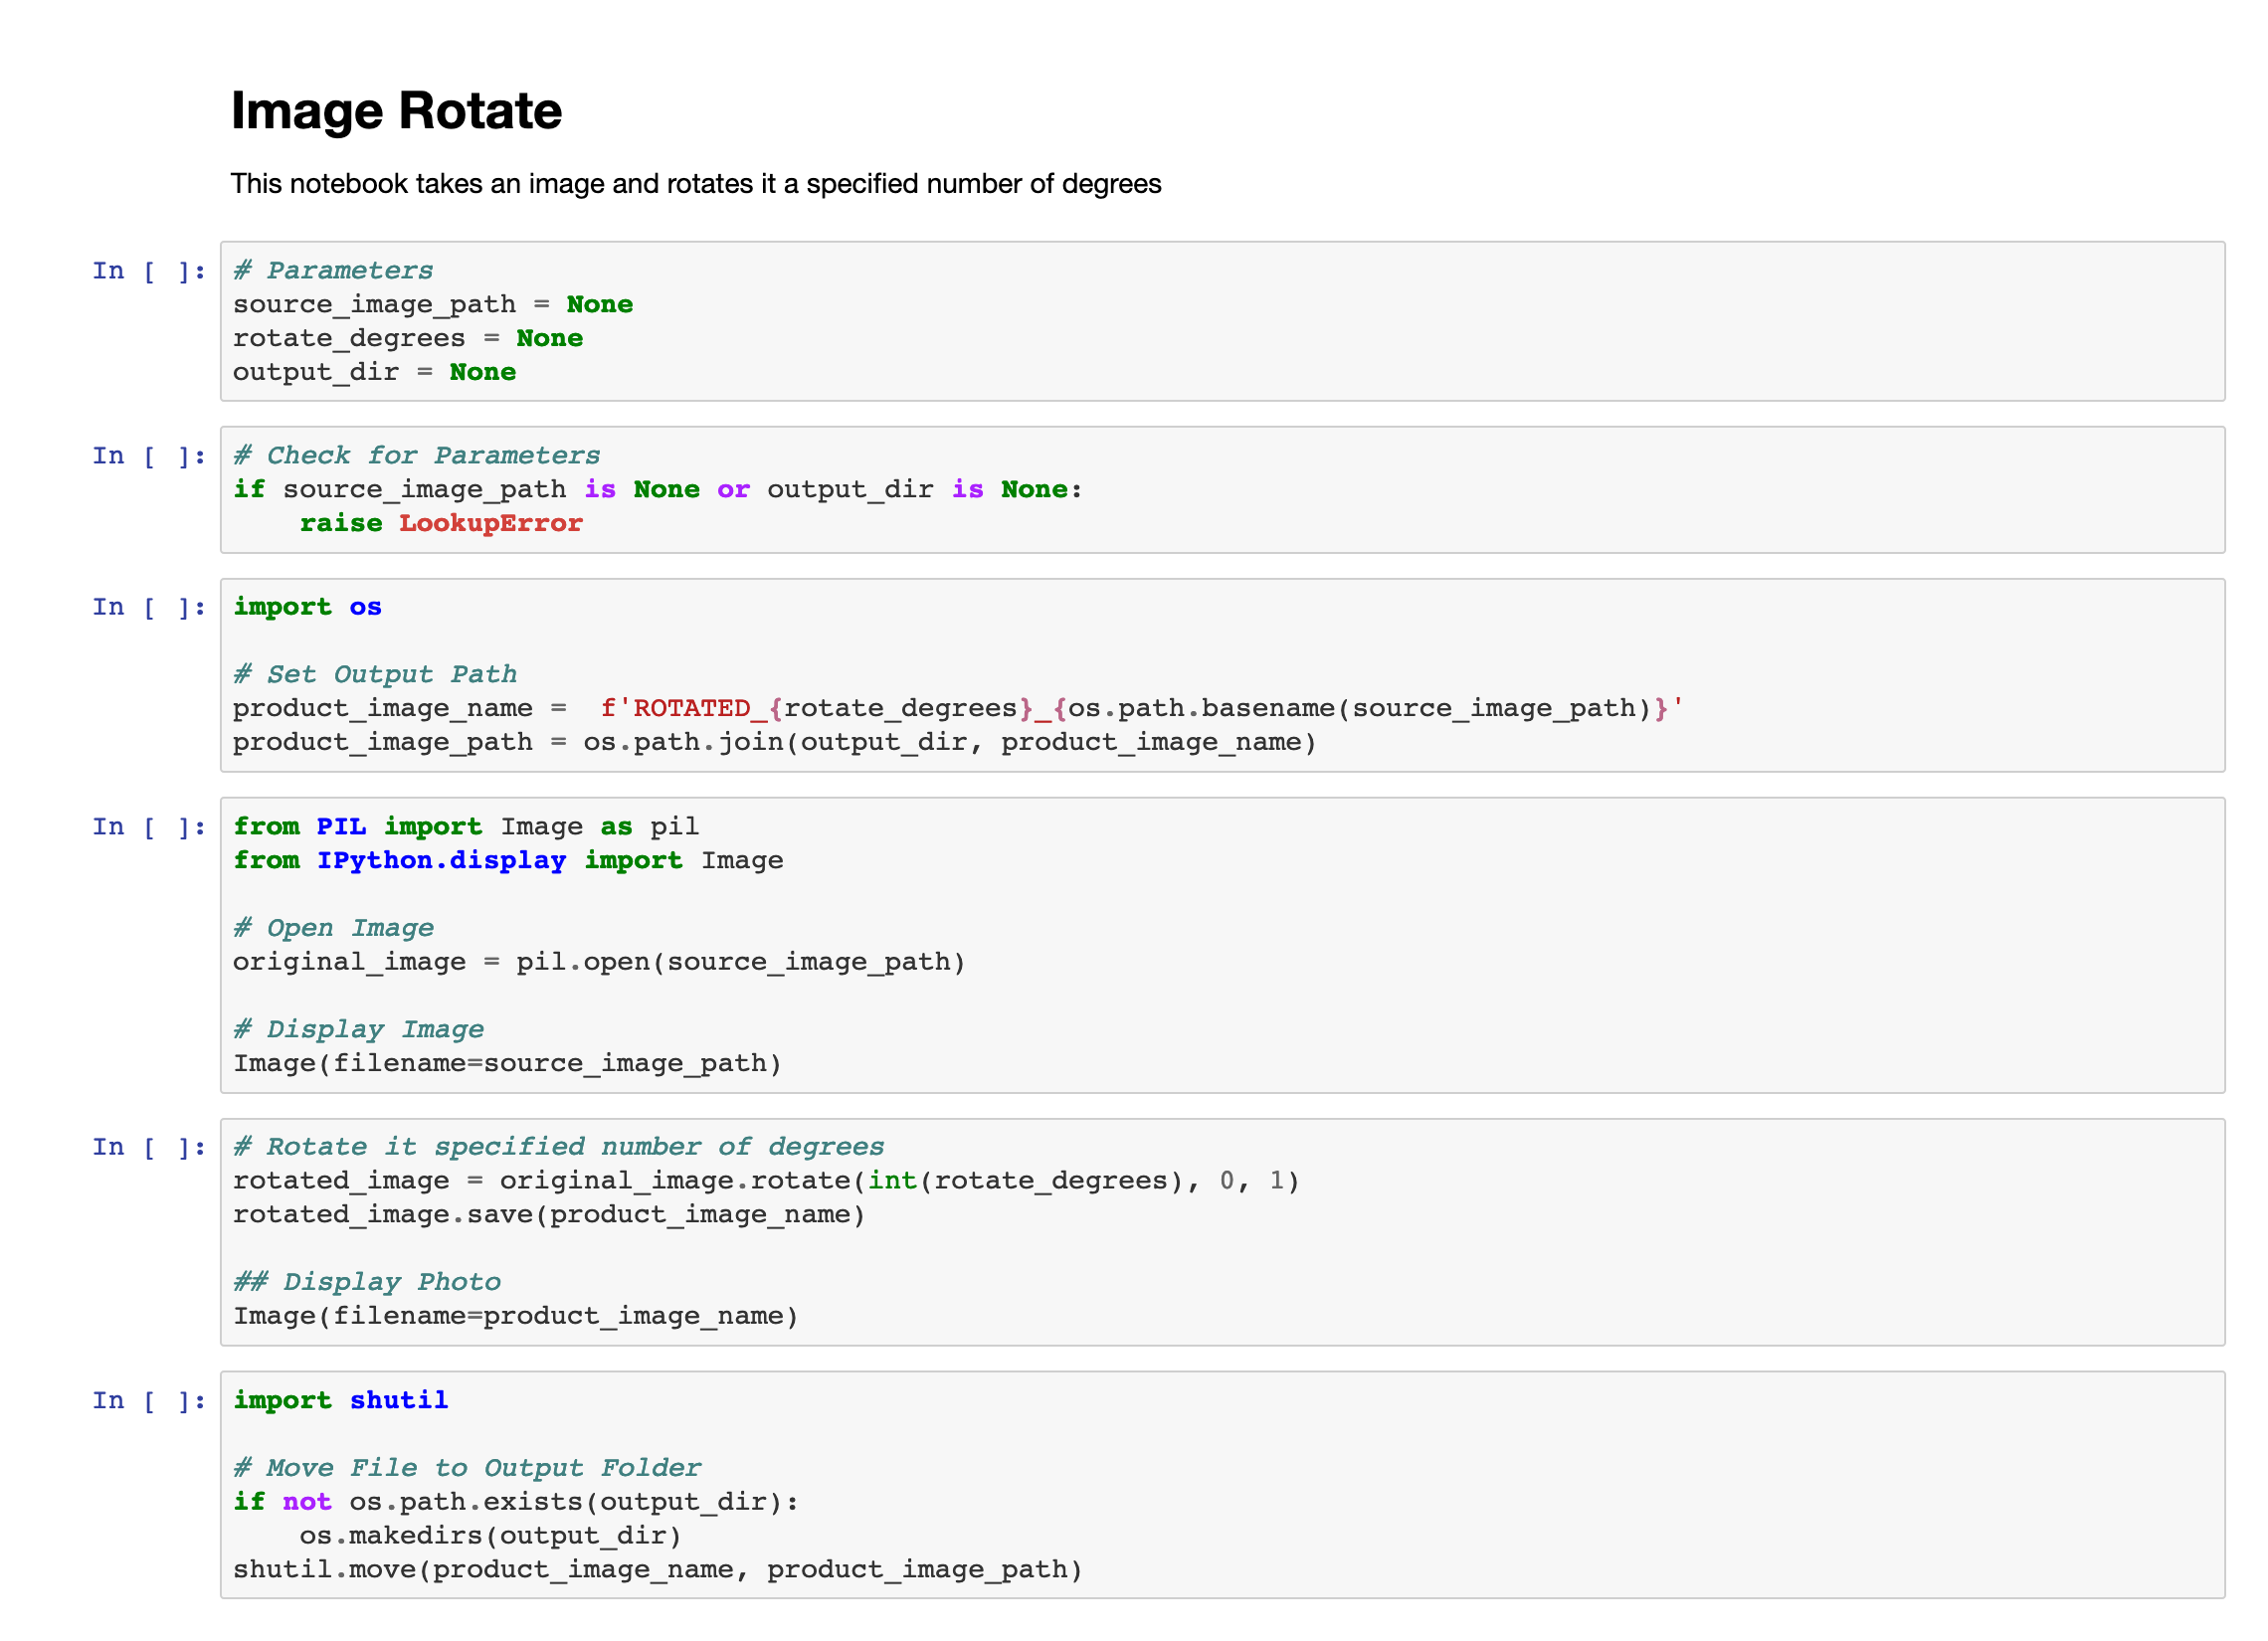 Image Rotate
This notebook takes an image and rotates it a specified number of degrees
In [ ]: # Parameters
source_image_path = None
rotate_degrees = None
output_dir = None
In [ ]: # Check for Parameters
if source_image_path is None or output_dir is None:
    raise LookupError
In [ ]: import os
# Set Output Path
product_image_name =  f'ROTATED_{rotate_degrees}_{os.path.basename(source_image_path)}'
product_image_path = os.path.join(output_dir, product_image_name)
In [ ]: from PIL import Image as pil
from IPython.display import Image
# Open Image
original_image = pil.open(source_image_path)
# Display Image
Image(filename=source_image_path)
In [ ]: # Rotate it specified number of degrees
rotated_image = original_image.rotate(int(rotate_degrees), 0, 1)
rotated_image.save(product_image_name)
## Display Photo
Image(filename=product_image_name)
In [ ]: import shutil
# Move File to Output Folder
if not os.path.exists(output_dir):
    os.makedirs(output_dir)
shutil.move(product_image_name, product_image_path)